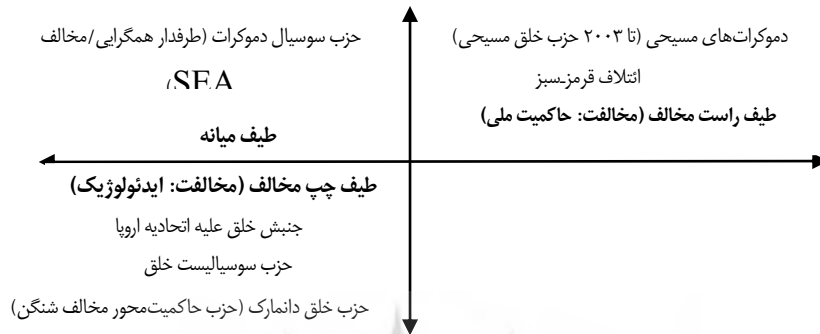 دموکرات‌های مسیحی (تا ۲۰۰۳ حزب خلق مسیحی)
ائتلاف قرمز-سبز
طیف راست مخالف (مخالفت: حاکمیت ملی)
حزب سوسیال دموکرات (طرفدار همگرایی/مخالف
SEA)
طیف میانه
طیف چپ مخالف (مخالفت: ایدئولوژیک)
جنبش خلق علیه اتحادیه اروپا
حزب سوسیالیست خلق
حزب خلق دانمارک (حزب حاکمیت‌محور مخالف شنگن)